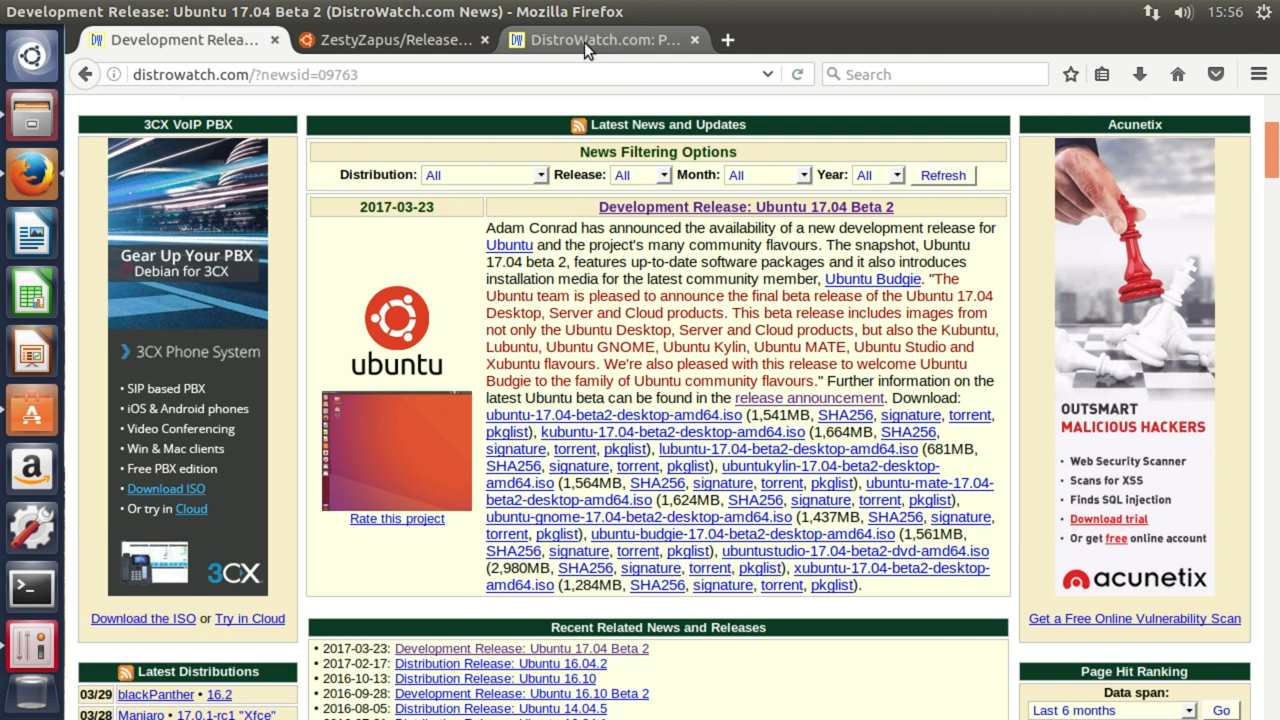 Development Release: Ubuntu 17.04 Beta 2 (DistroWatch.com News) - Mozilla Firefox
15:56
Development Relea...
ZestyZapus/Release...
DistroWatch.com: P...
distrowatch.com/?newsid=09763
Search
3CX VoIP PBX
Gear Up Your PBX
Debian for 3CX
3CX Phone System
• SIP based PBX
• iOS & Android phones
• Video Conferencing
• Win & Mac clients
• Free PBX edition
• Download ISO
• Or try in Cloud
3CX
Download the ISO or Try in Cloud
Latest Distributions
03/29 blackPanther • 16.2
03/28 Manjaro • 17.0.1-rc1 "Xfce"
Latest News and Updates
News Filtering Options
Distribution: All Release: All Month: All Year: All Refresh
2017-03-23
Development Release: Ubuntu 17.04 Beta 2
ubuntu
Rate this project
Adam Conrad has announced the availability of a new development release for
Ubuntu and the project's many community flavours. The snapshot, Ubuntu
17.04 beta 2, features up-to-date software packages and it also introduces
installation media for the latest community member, Ubuntu Budgie. "The
Ubuntu team is pleased to announce the final beta release of the Ubuntu 17.04
Desktop, Server and Cloud products. This beta release includes images from
not only the Ubuntu Desktop, Server and Cloud products, but also the Kubuntu,
Lubuntu, Ubuntu GNOME, Ubuntu Kylin, Ubuntu MATE, Ubuntu Studio and
Xubuntu flavours. We're also pleased with this release to welcome Ubuntu
Budgie to the family of Ubuntu community flavours." Further information on the
latest Ubuntu beta can be found in the release announcement. Download:
ubuntu-17.04-beta2-desktop-amd64.iso (1,541MB, SHA256, signature, torrent,
pkglist), kubuntu-17.04-beta2-desktop-amd64.iso (1,664MB, SHA256,
signature, torrent, pkglist), lubuntu-17.04-beta2-desktop-amd64.iso (681MB,
SHA256, signature, torrent, pkglist), ubuntukylin-17.04-beta2-desktop-
amd64.iso (1,564MB, SHA256, signature, torrent, pkglist), ubuntu-mate-17.04-
beta2-desktop-amd64.iso (1,624MB, SHA256, signature, torrent, pkglist),
ubuntu-gnome-17.04-beta2-desktop-amd64.iso (1,437MB, SHA256, signature,
torrent, pkglist), ubuntu-budgie-17.04-beta2-desktop-amd64.iso (1,561MB,
SHA256, signature, torrent, pkglist), ubuntustudio-17.04-beta2-dvd-amd64.iso
(2,980MB, SHA256, signature, torrent, pkglist), xubuntu-17.04-beta2-desktop-
amd64.iso (1,284MB, SHA256, signature, torrent, pkglist).
Recent Related News and Releases
• 2017-03-23: Development Release: Ubuntu 17.04 Beta 2
• 2017-02-17: Distribution Release: Ubuntu 16.04.2
• 2016-10-13: Distribution Release: Ubuntu 16.10
• 2016-09-28: Development Release: Ubuntu 16.10 Beta 2
• 2016-08-05: Distribution Release: Ubuntu 14.04.5
Acunetix
OUTSMART
MALICIOUS HACKERS
• Web Security Scanner
• Scans for XSS
• Finds SQL injection
• Download trial
• Or get free online account
acunetix
Get a Free Online Vulnerability Scan
Page Hit Ranking
Data span:
Last 6 months Go